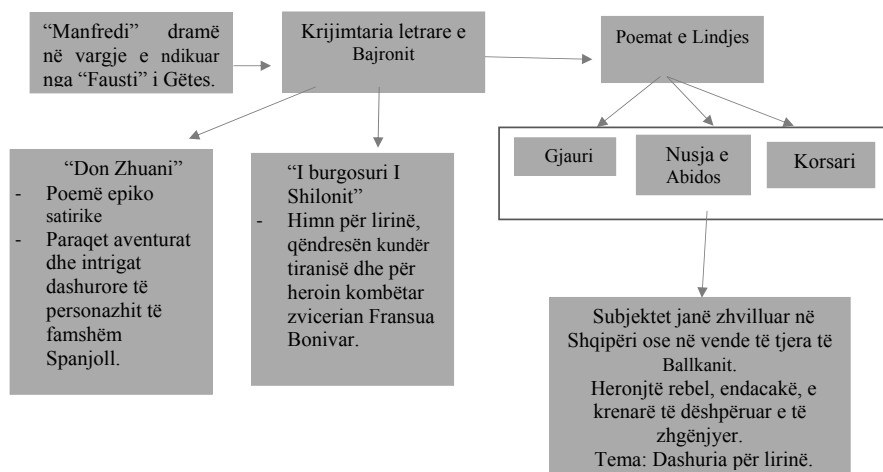 “Manfredi” dramë
në vargje e ndikuar
nga “Fausti” i Gëtes.
Krijimtaria letrare e
Bajronit
Poemat e Lindjes
“Don Zhuani”
- Poemë epiko
satirike
- Paraqet aventurat
dhe intrigat
dashurore të
personazhit të
famshëm
Spanjoll.
“I burgosuri I
Shilonit”
- Himn për lirinë,
qëndresën kundër
tiranisë dhe për
heroin kombëtar
zvicerian Fransua
Bonivar.
Gjauri
Nusja e
Abidos
Korsari
Subjektet janë zhvilluar në
Shqipëri ose në vende të tjera të
Ballkanit.
Heronjtë rebel, endacakë, e
krenarë të dëshpëruar e të
zhgënjyer.
Tema: Dashuria për lirinë.